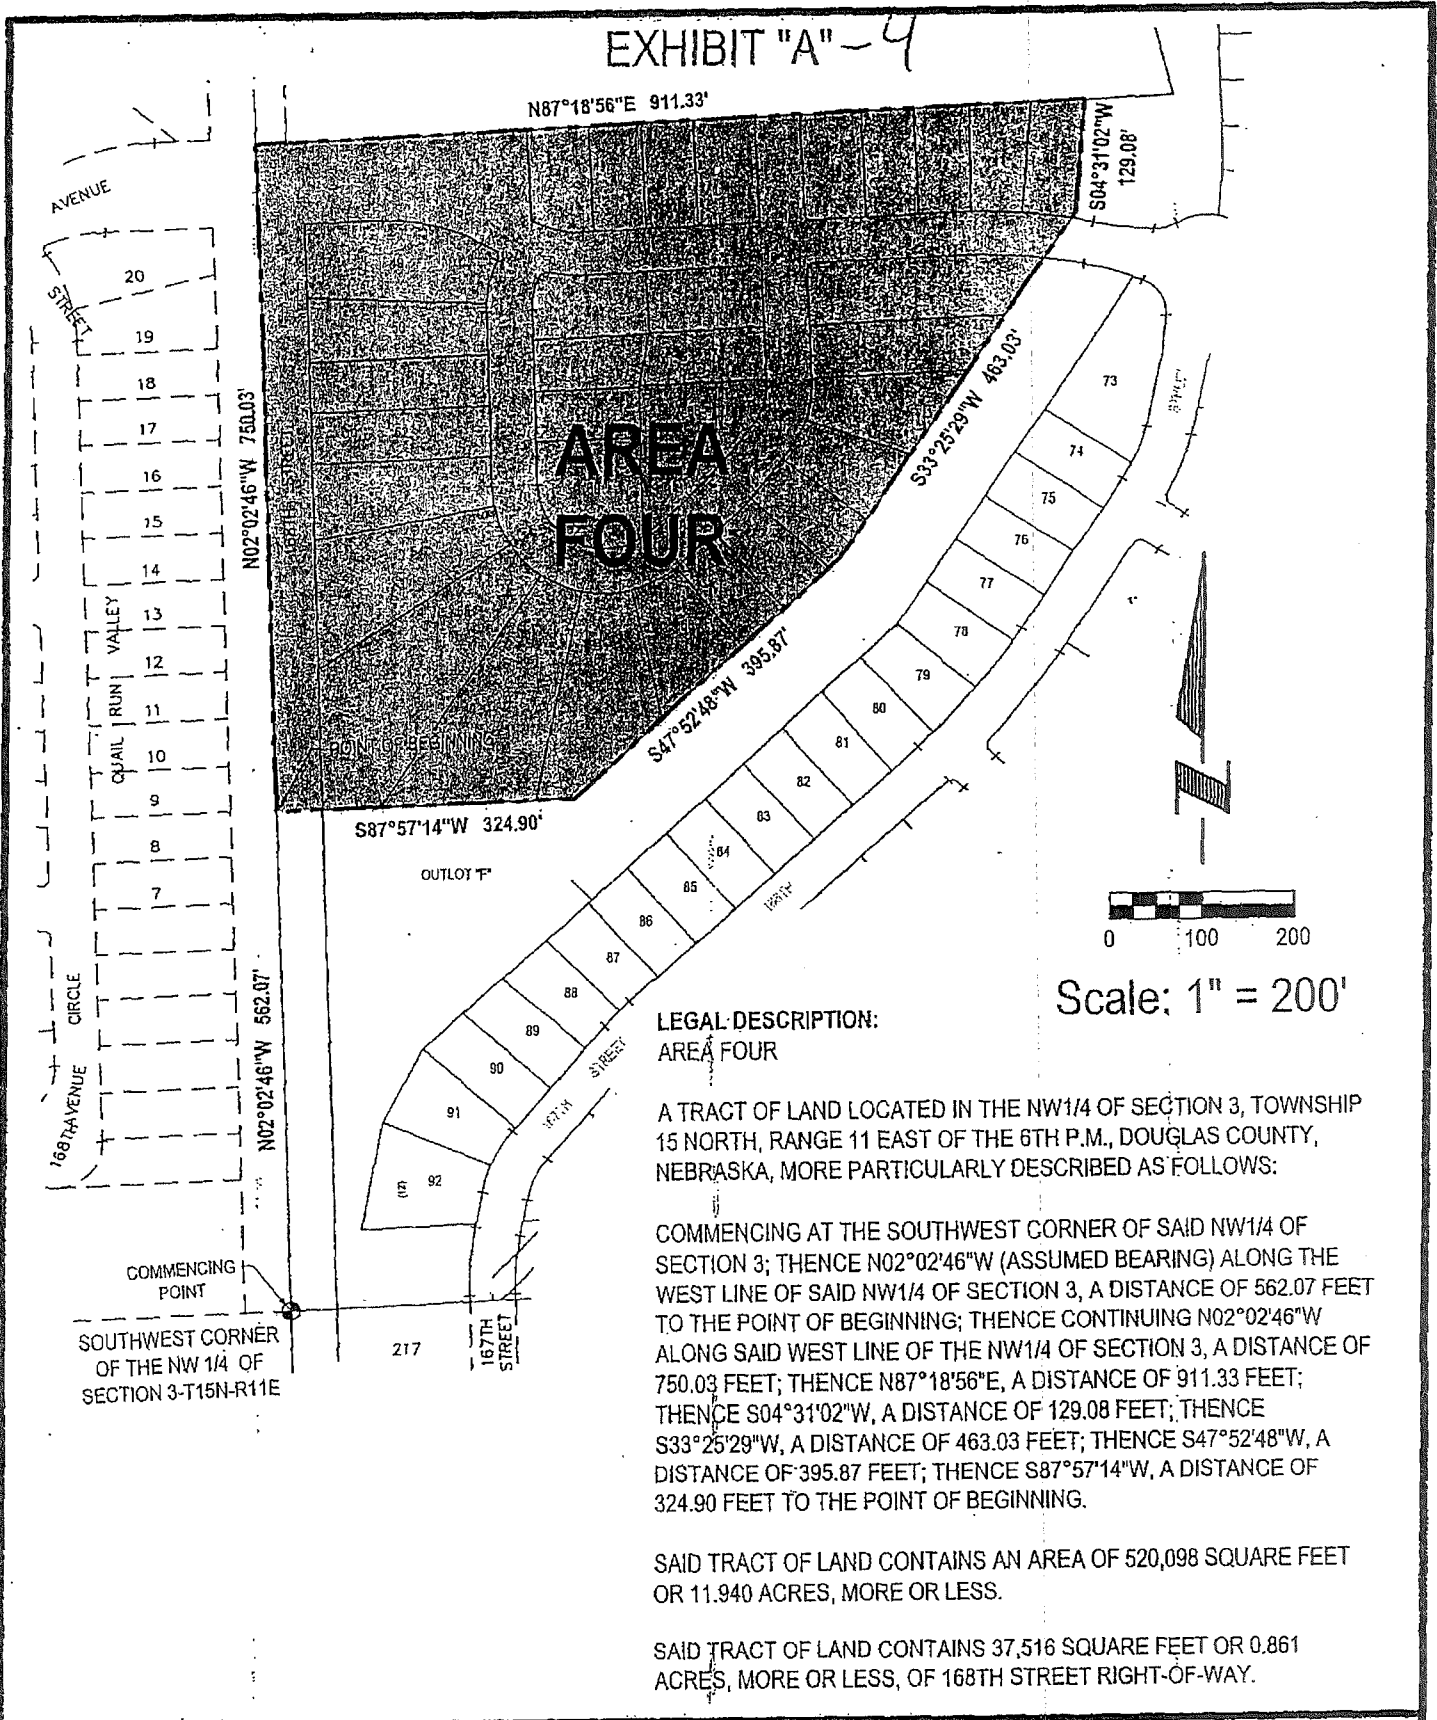 EXHIBIT "A" - 4
N87°18'56"E 911.33'
S04°31'02"W
129.08'
AVENUE
STREET
20
19
18
17
16
15
14
13
12
11
10
9
8
7
QUAIL RUN VALLEY
CIRCLE
168TH AVENUE
N02°02'46"W 750.03'
STREET
AREA
FOUR
S33°25'29"W 463.03'
S47°52'48"W 395.87'
POINT OF BEGINNING
S87°57'14"W 324.90'
OUTLOT "F"
N02°02'46"W 562.07'
73
74
75
76
77
78
79
80
81
82
83
84
85
86
87
88
89
90
91
92
(12)
167TH
STREET
0 100 200
Scale: 1" = 200'
COMMENCING
POINT
SOUTHWEST CORNER
OF THE NW 1/4 OF
SECTION 3-T15N-R11E
217
167TH
STREET
LEGAL DESCRIPTION:
AREA FOUR
A TRACT OF LAND LOCATED IN THE NW1/4 OF SECTION 3, TOWNSHIP
15 NORTH, RANGE 11 EAST OF THE 6TH P.M., DOUGLAS COUNTY,
NEBRASKA, MORE PARTICULARLY DESCRIBED AS FOLLOWS:
COMMENCING AT THE SOUTHWEST CORNER OF SAID NW1/4 OF
SECTION 3; THENCE N02°02'46"W (ASSUMED BEARING) ALONG THE
WEST LINE OF SAID NW1/4 OF SECTION 3, A DISTANCE OF 562.07 FEET
TO THE POINT OF BEGINNING; THENCE CONTINUING N02°02'46"W
ALONG SAID WEST LINE OF THE NW1/4 OF SECTION 3, A DISTANCE OF
750.03 FEET; THENCE N87°18'56"E, A DISTANCE OF 911.33 FEET;
THENCE S04°31'02"W, A DISTANCE OF 129.08 FEET; THENCE
S33°25'29"W, A DISTANCE OF 463.03 FEET; THENCE S47°52'48"W, A
DISTANCE OF 395.87 FEET; THENCE S87°57'14"W, A DISTANCE OF
324.90 FEET TO THE POINT OF BEGINNING.
SAID TRACT OF LAND CONTAINS AN AREA OF 520,098 SQUARE FEET
OR 11.940 ACRES, MORE OR LESS.
SAID TRACT OF LAND CONTAINS 37,516 SQUARE FEET OR 0.861
ACRES, MORE OR LESS, OF 168TH STREET RIGHT-OF-WAY.